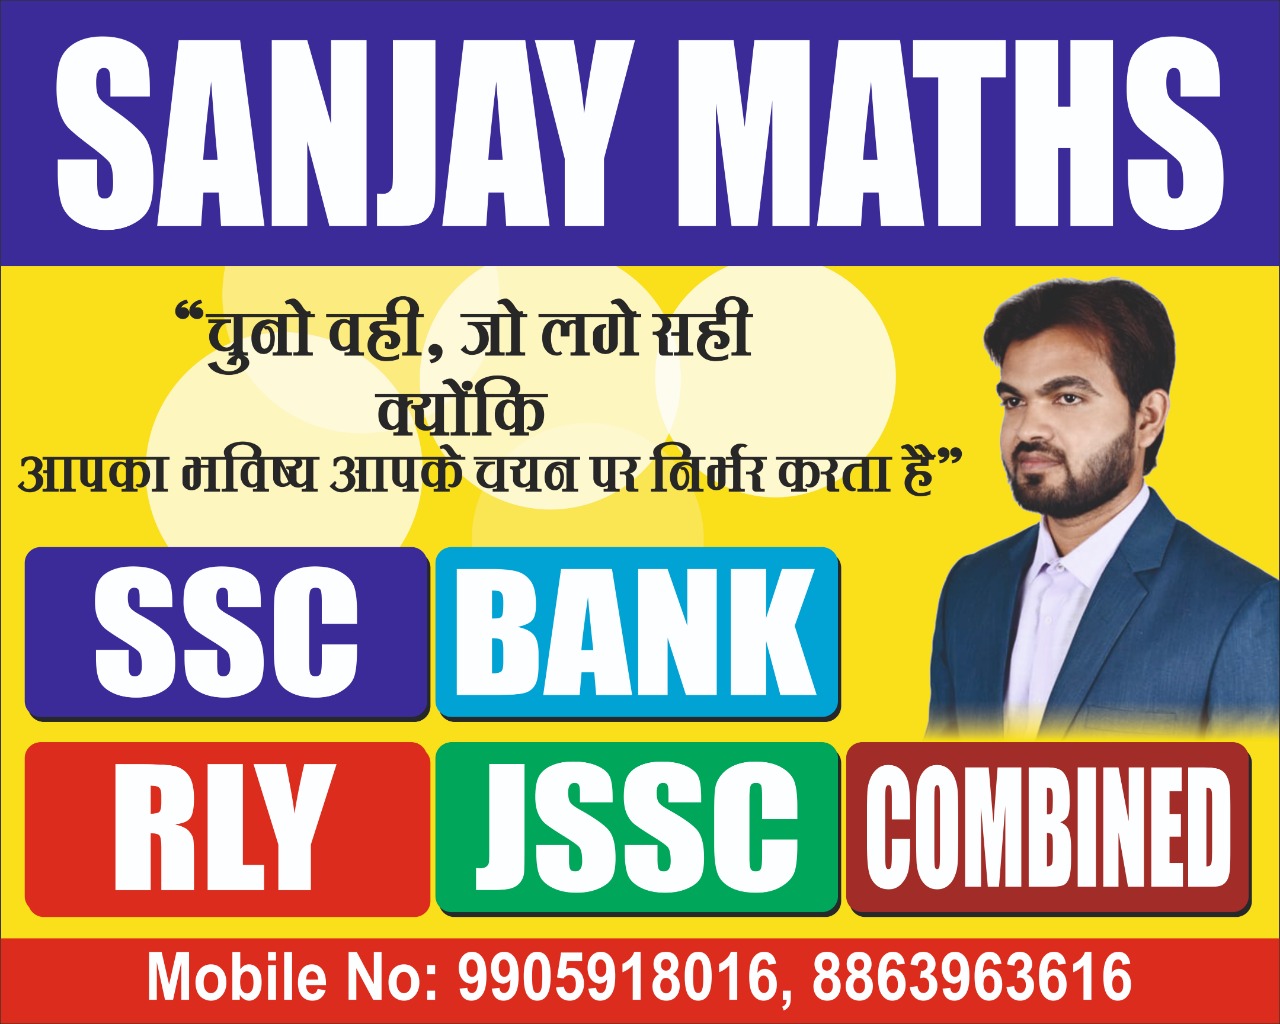 SANJAY MATHS
“चुनो वही, जो लगे सही
क्योंकि
आपका भविष्य आपके चयन पर निर्भर करता है”
SSC BANK
RLY JSSC COMBINED
Mobile No: 9905918016, 8863963616